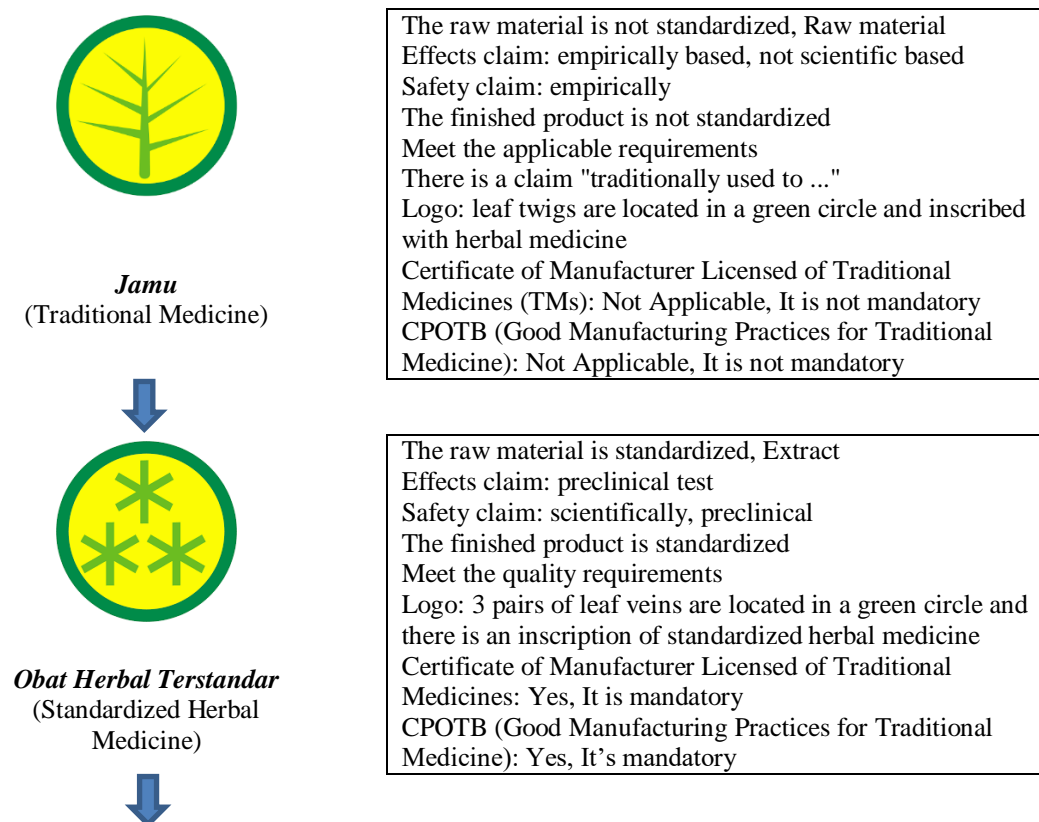 The raw material is not standardized, Raw material
Effects claim: empirically based, not scientific based
Safety claim: empirically
The finished product is not standardized
Meet the applicable requirements
There is a claim "traditionally used to ..."
Logo: leaf twigs are located in a green circle and inscribed
with herbal medicine
Certificate of Manufacturer Licensed of Traditional
Medicines (TMs): Not Applicable, It is not mandatory
CPOTB (Good Manufacturing Practices for Traditional
Medicine): Not Applicable, It is not mandatory
Jamu
(Traditional Medicine)
The raw material is standardized, Extract
Effects claim: preclinical test
Safety claim: scientifically, preclinical
The finished product is standardized
Meet the quality requirements
Logo: 3 pairs of leaf veins are located in a green circle and
there is an inscription of standardized herbal medicine
Certificate of Manufacturer Licensed of Traditional
Medicines: Yes, It is mandatory
CPOTB (Good Manufacturing Practices for Traditional
Medicine): Yes, It’s mandatory
Obat Herbal Terstandar
(Standardized Herbal
Medicine)